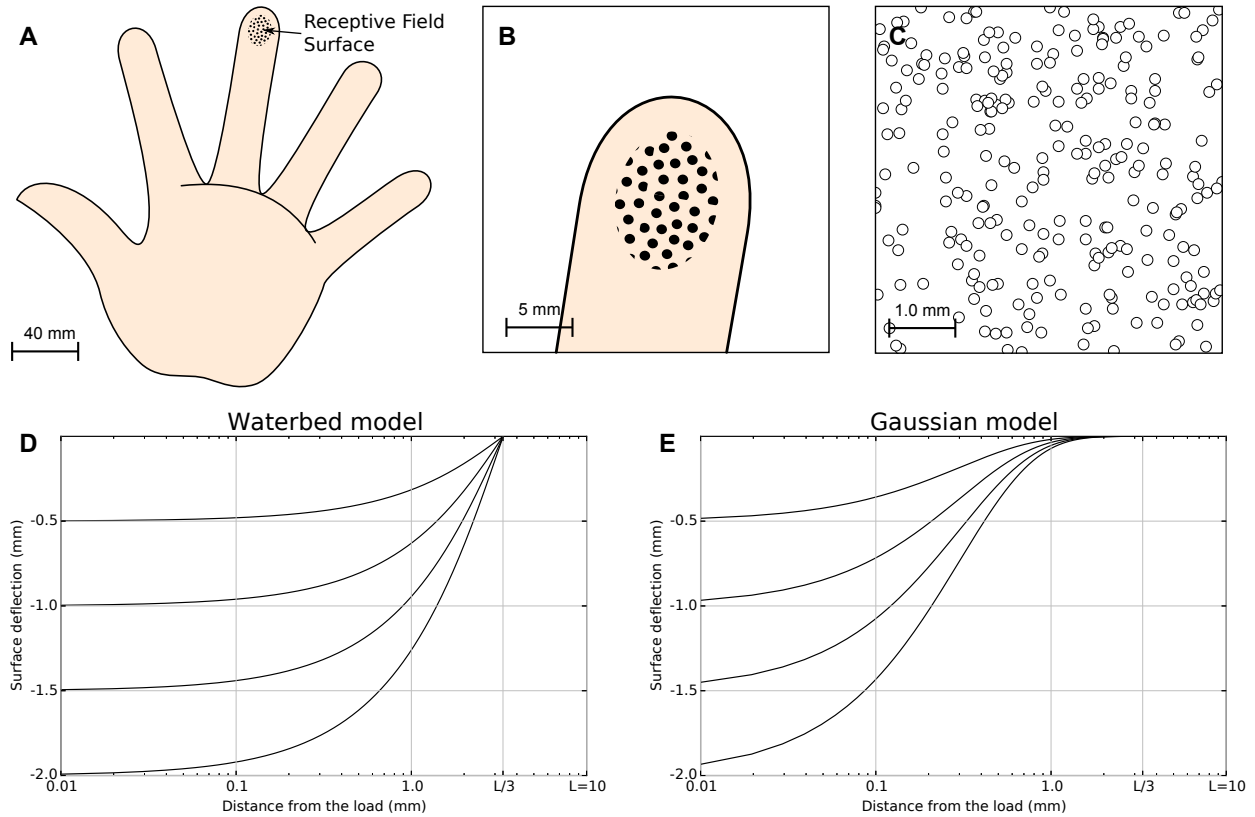 A
Receptive Field
Surface
40 mm
B
5 mm
C
1.0 mm
D
Waterbed model
Surface deflection (mm)
-0.5
-1.0
-1.5
-2.0
0.01
0.1
1.0
L/3
L=10
Distance from the load (mm)
E
Gaussian model
Surface deflection (mm)
-0.5
-1.0
-1.5
-2.0
0.01
0.1
1.0
L/3
L=10
Distance from the load (mm)